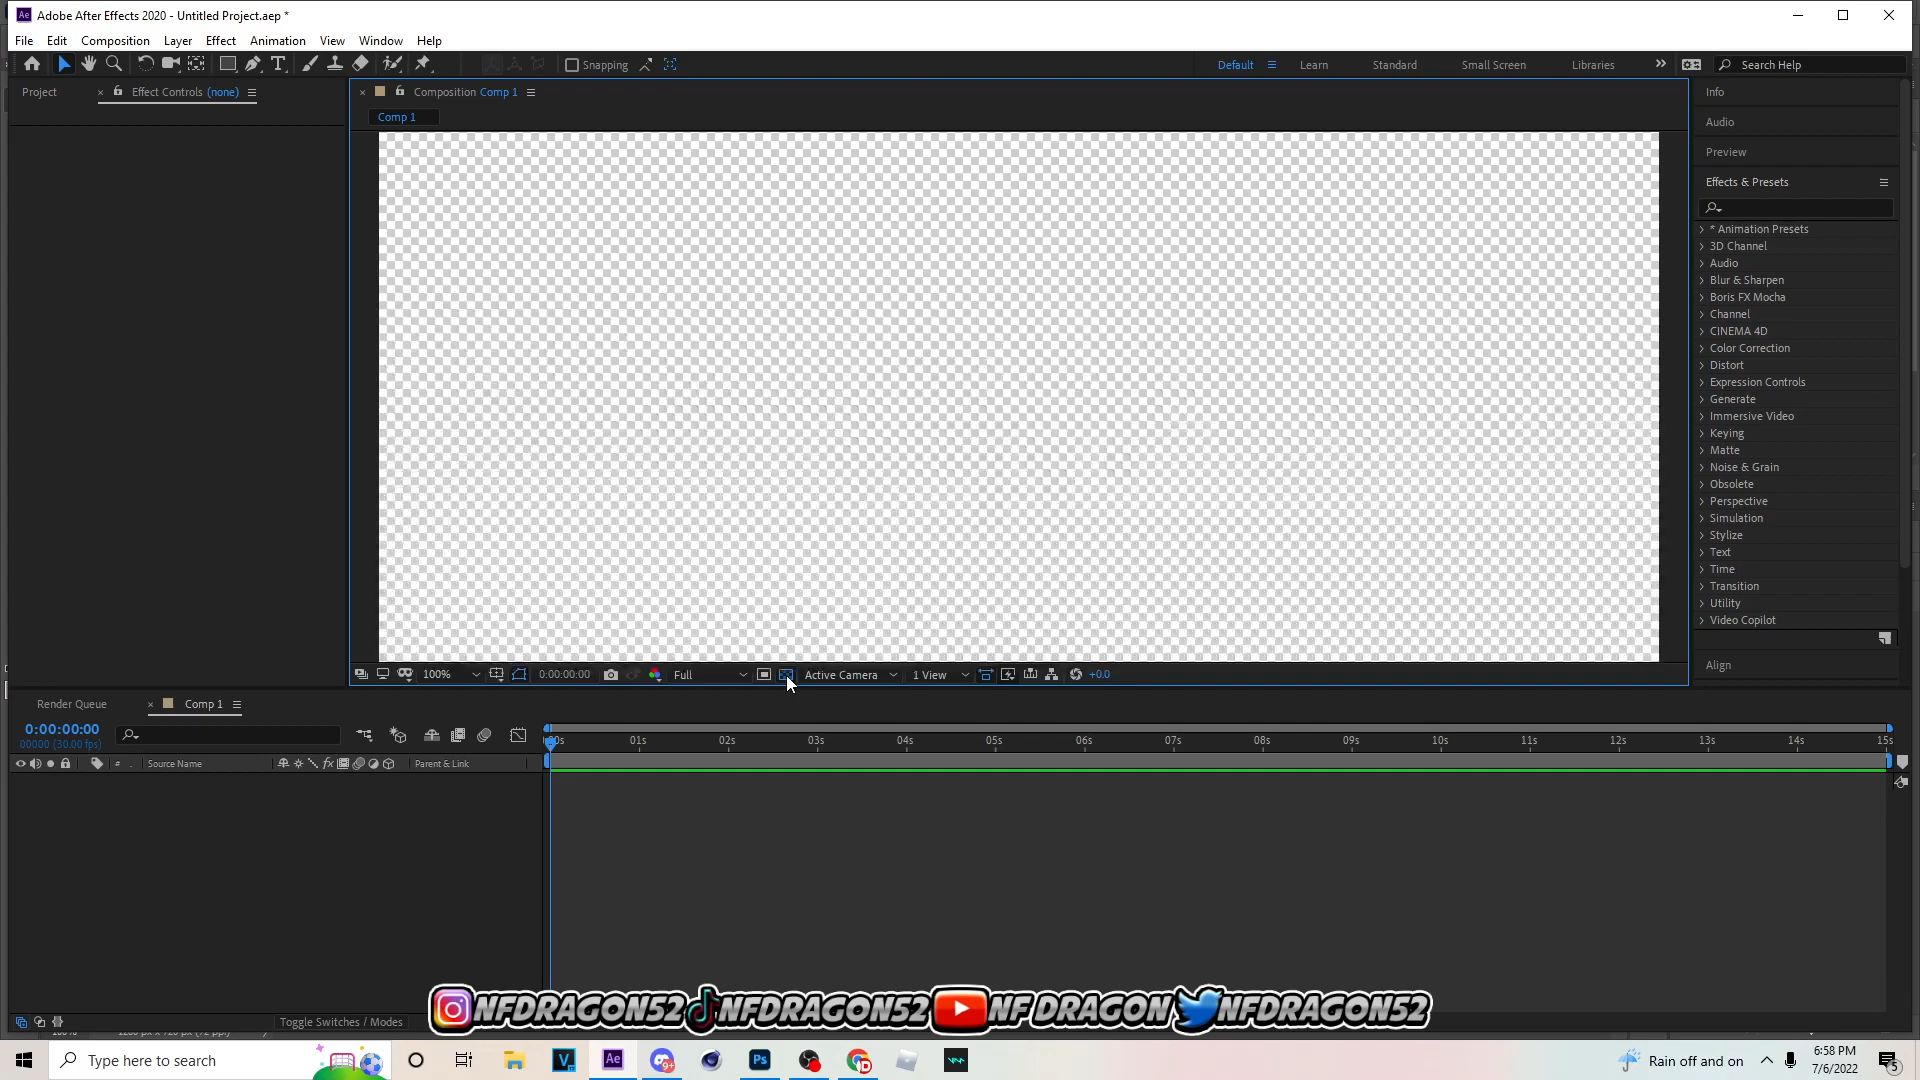 Adobe After Effects 2020 - Untitled Project.aep *
File Edit Composition Layer Effect Animation View Window Help
Snapping Default Learn Standard Small Screen Libraries Search Help
Project Effect Controls (none) Composition Comp 1
Comp 1
Info
Audio
Preview
Effects & Presets
* Animation Presets
3D Channel
Audio
Blur & Sharpen
Boris FX Mocha
Channel
CINEMA 4D
Color Correction
Distort
Expression Controls
Generate
Immersive Video
Keying
Matte
Noise & Grain
Obsolete
Perspective
Simulation
Stylize
Text
Time
Transition
Utility
Video Copilot
Align
100% 0:00:00:00 Full Active Camera 1 View +0.0
Render Queue Comp 1
0:00:00:00
00000 (30.00 fps)
01s 02s 03s 04s 05s 06s 07s 08s 09s 10s 11s 12s 13s 14s 15s
# Source Name fx Parent & Link
Toggle Switches / Modes
NFDRAGON52 NFDRAGON52 NF DRAGON NFDRAGON52
Type here to search
Rain off and on
6:58 PM
7/6/2022